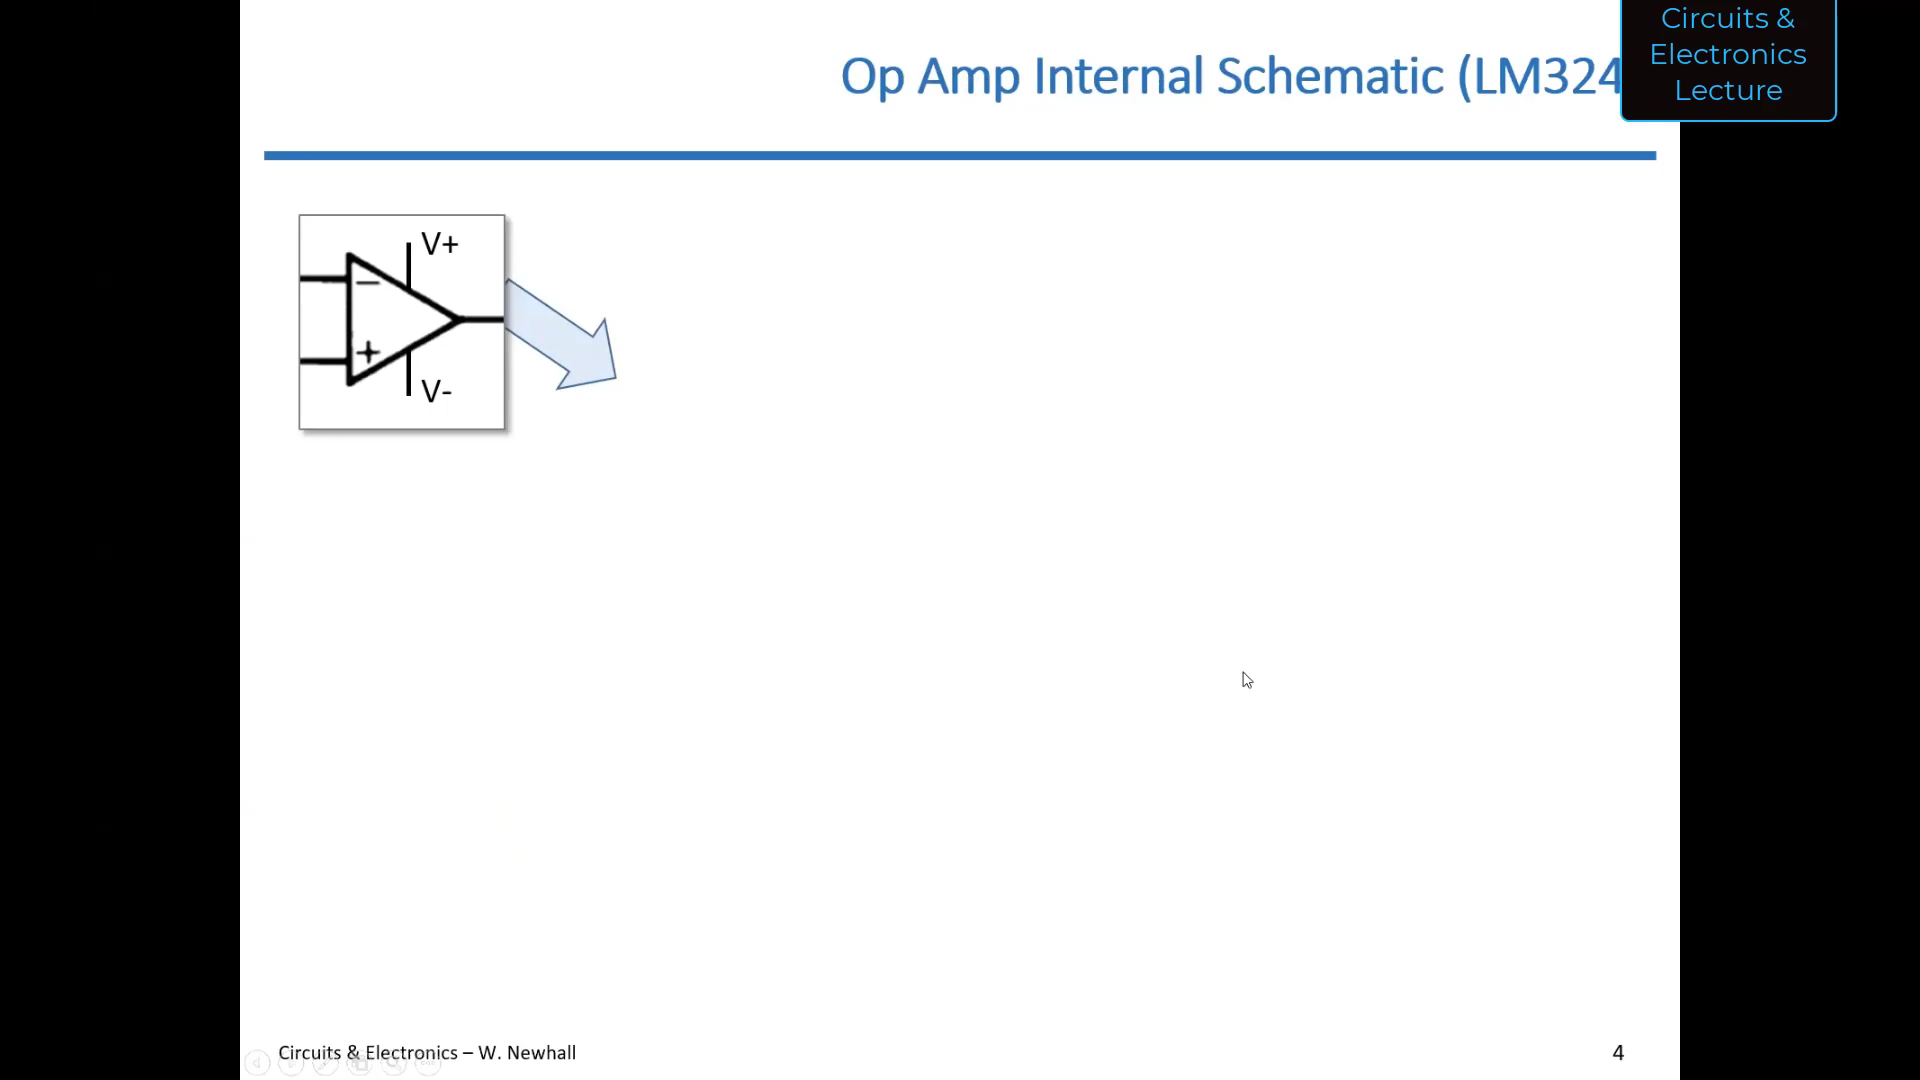 Circuits &
Electronics
Lecture
Op Amp Internal Schematic (LM324
V+
–
+
V-
Circuits & Electronics – W. Newhall
4